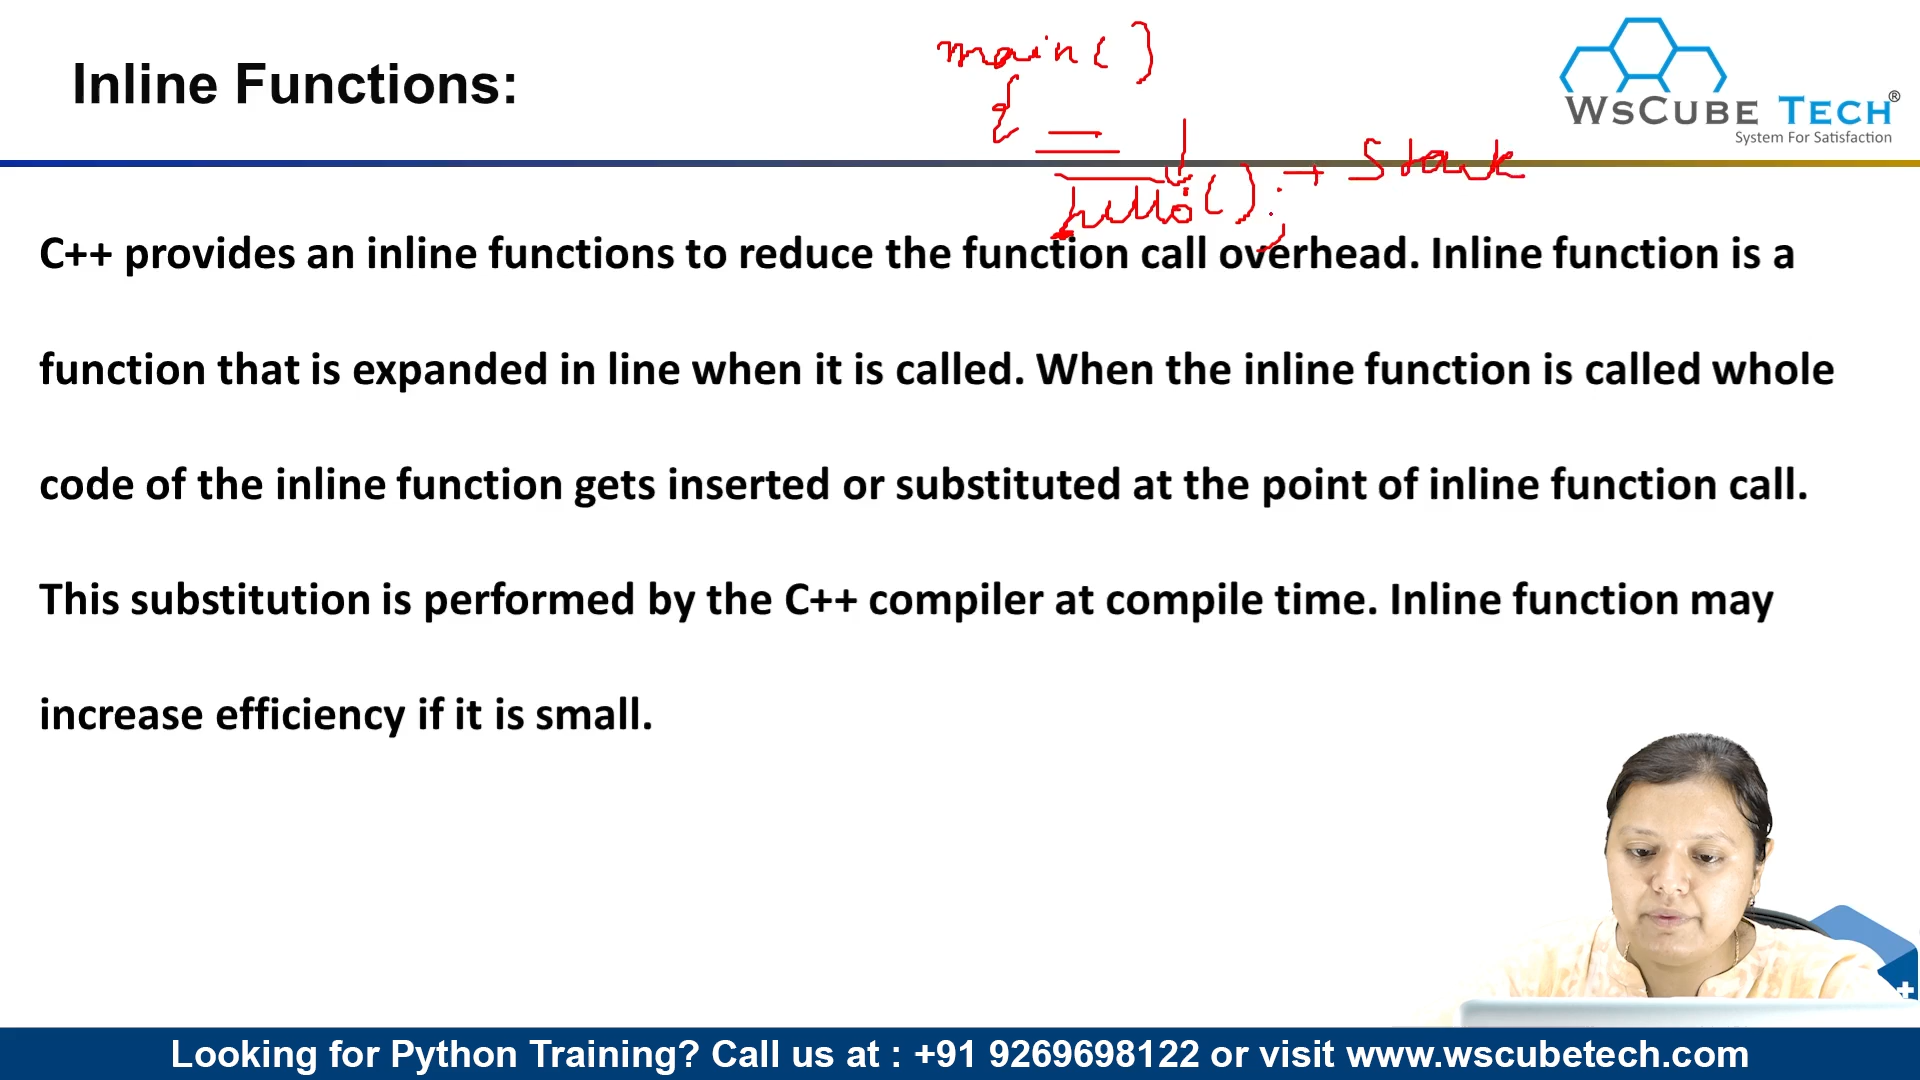 main()
Inline Functions:
{
WSCUBE TECH®
System For Satisfaction
hello(); → Stack
C++ provides an inline functions to reduce the function call overhead. Inline function is a
function that is expanded in line when it is called. When the inline function is called whole
code of the inline function gets inserted or substituted at the point of inline function call.
This substitution is performed by the C++ compiler at compile time. Inline function may
increase efficiency if it is small.
Looking for Python Training? Call us at : +91 9269698122 or visit www.wscubetech.com